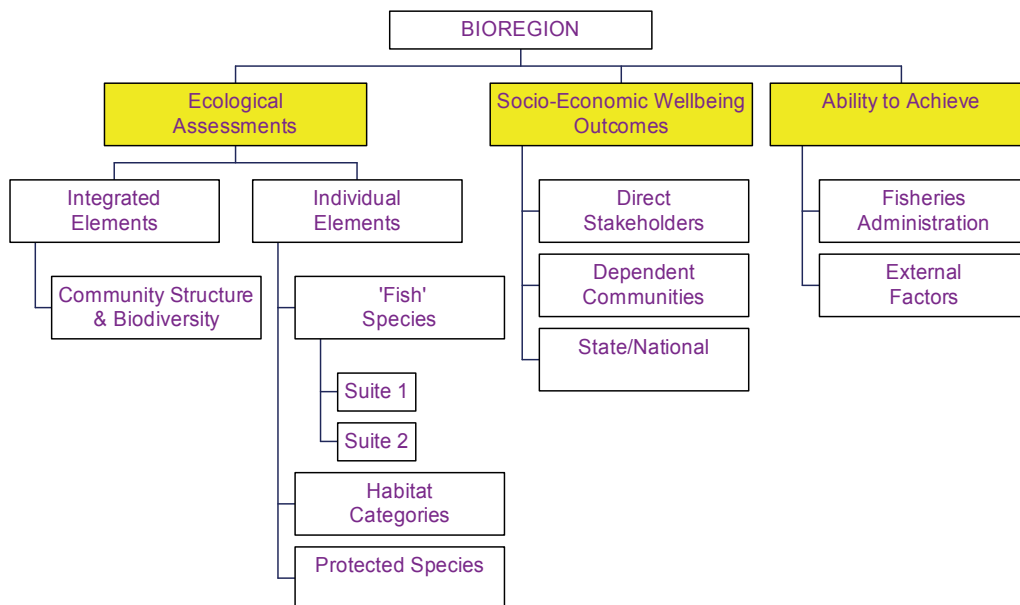 BIOREGION
Ecological
Assessments
Socio-Economic Wellbeing
Outcomes
Ability to Achieve
Integrated
Elements
Individual
Elements
Community Structure
& Biodiversity
'Fish'
Species
Suite 1
Suite 2
Habitat
Categories
Protected Species
Direct
Stakeholders
Dependent
Communities
State/National
Fisheries
Administration
External
Factors